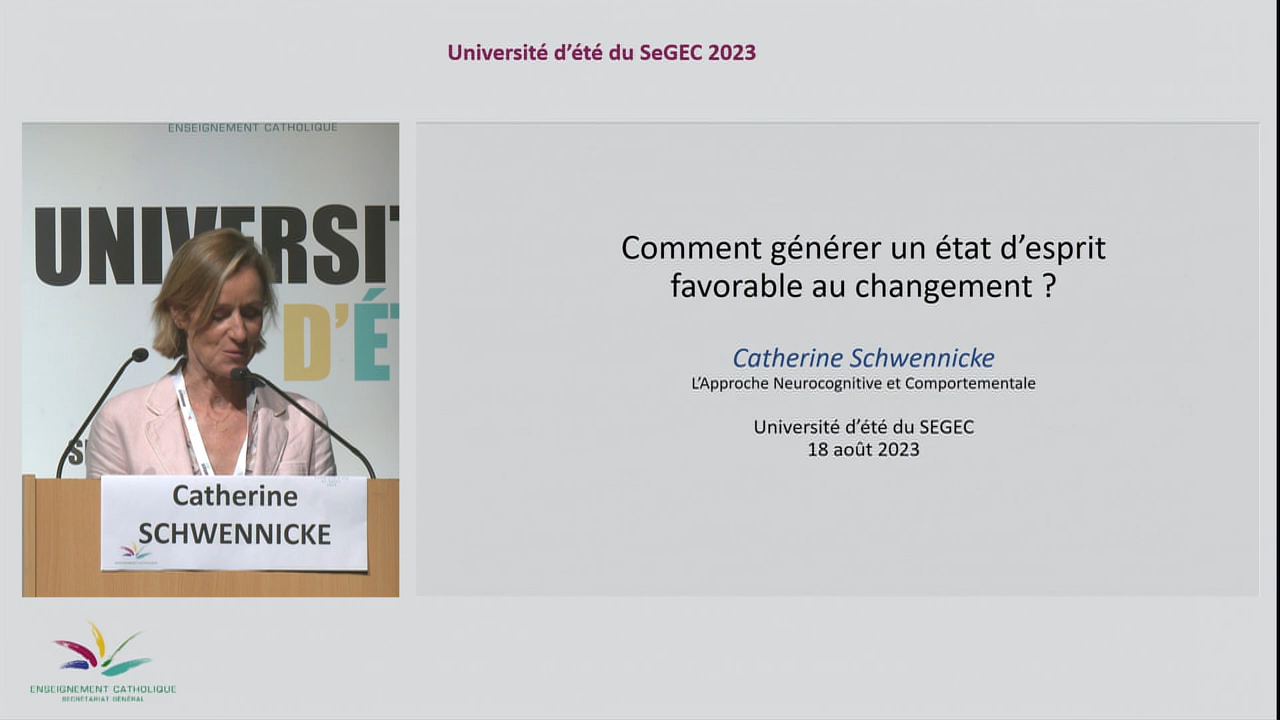 Université d'été du SeGEC 2023
ENSEIGNEMENT CATHOLIQUE
UNIVERSIT
D'ÉT
Catherine
SCHWENNICKE
Comment générer un état d'esprit
favorable au changement ?
Catherine Schwennicke
L'Approche Neurocognitive et Comportementale
Université d'été du SEGEC
18 août 2023
ENSEIGNEMENT CATHOLIQUE
SECRÉTARIAT GÉNÉRAL